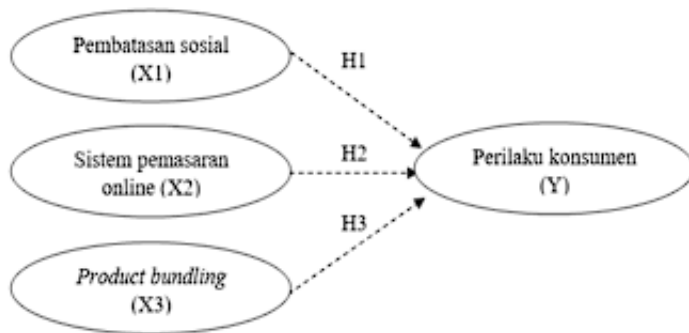 Pembatasan sosial
(X1)
H1
Sistem pemasaran
online (X2)
H2
Perilaku konsumen
(Y)
H3
Product bundling
(X3)